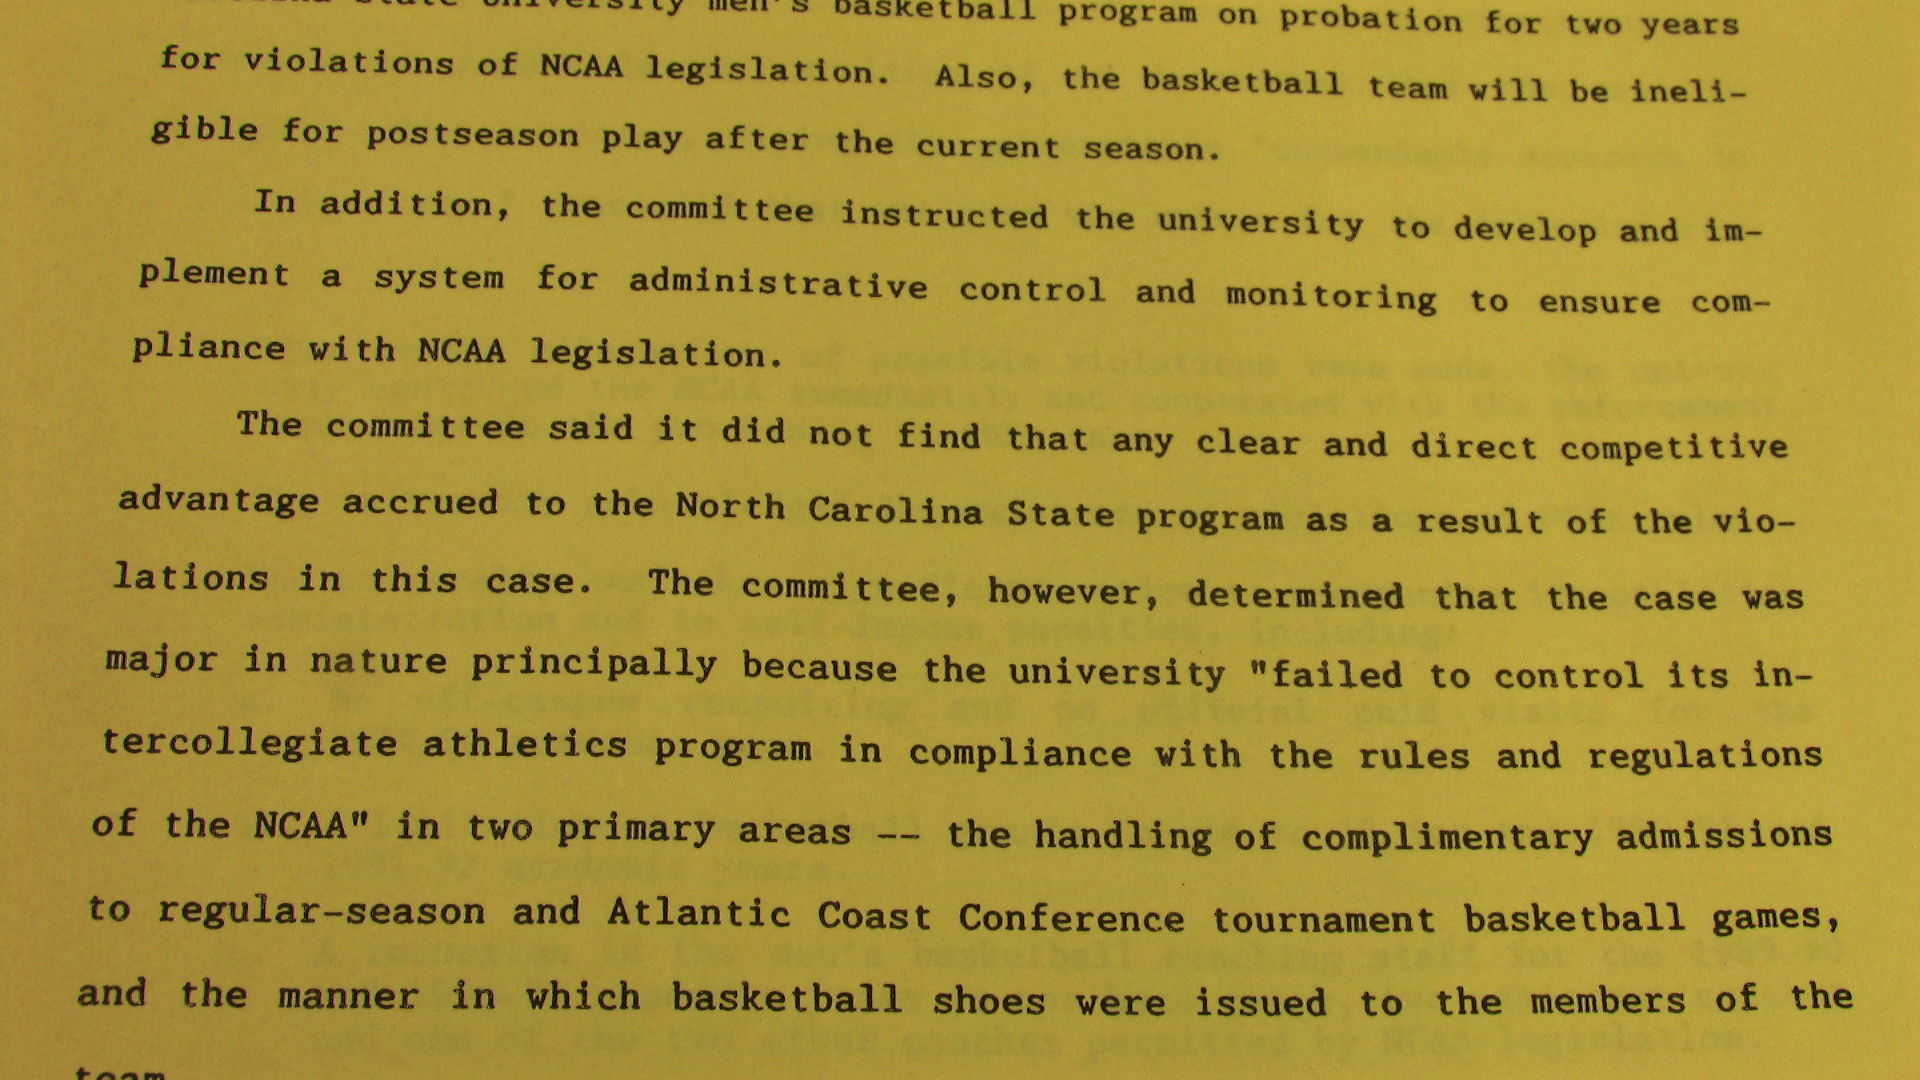 State University men's basketball program on probation for two years
for violations of NCAA legislation. Also, the basketball team will be ineli-
gible for postseason play after the current season.
In addition, the committee instructed the university to develop and im-
plement a system for administrative control and monitoring to ensure com-
pliance with NCAA legislation.
The committee said it did not find that any clear and direct competitive
advantage accrued to the North Carolina State program as a result of the vio-
lations in this case. The committee, however, determined that the case was
major in nature principally because the university "failed to control its in-
tercollegiate athletics program in compliance with the rules and regulations
of the NCAA" in two primary areas -- the handling of complimentary admissions
to regular-season and Atlantic Coast Conference tournament basketball games,
and the manner in which basketball shoes were issued to the members of the
team